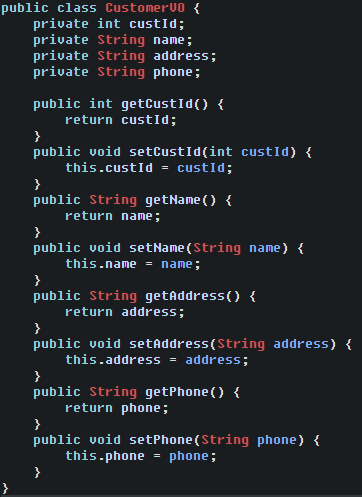 public class CustomerVO {
    private int custId;
    private String name;
    private String address;
    private String phone;

    public int getCustId() {
        return custId;
    }
    public void setCustId(int custId) {
        this.custId = custId;
    }
    public String getName() {
        return name;
    }
    public void setName(String name) {
        this.name = name;
    }
    public String getAddress() {
        return address;
    }
    public void setAddress(String address) {
        this.address = address;
    }
    public String getPhone() {
        return phone;
    }
    public void setPhone(String phone) {
        this.phone = phone;
    }
}